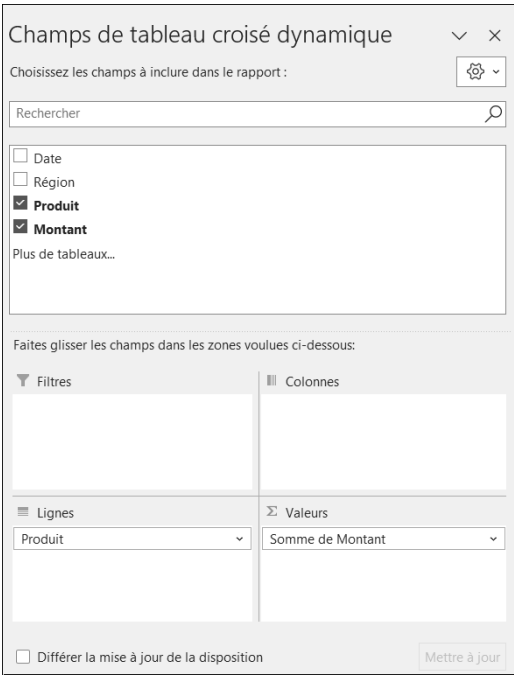 Champs de tableau croisé dynamique
Choisissez les champs à inclure dans le rapport :
Rechercher
Date
Région
Produit
Montant
Plus de tableaux...
Faites glisser les champs dans les zones voulues ci-dessous:
Filtres
Colonnes
Lignes
Σ Valeurs
Produit
Somme de Montant
Différer la mise à jour de la disposition
Mettre à jour